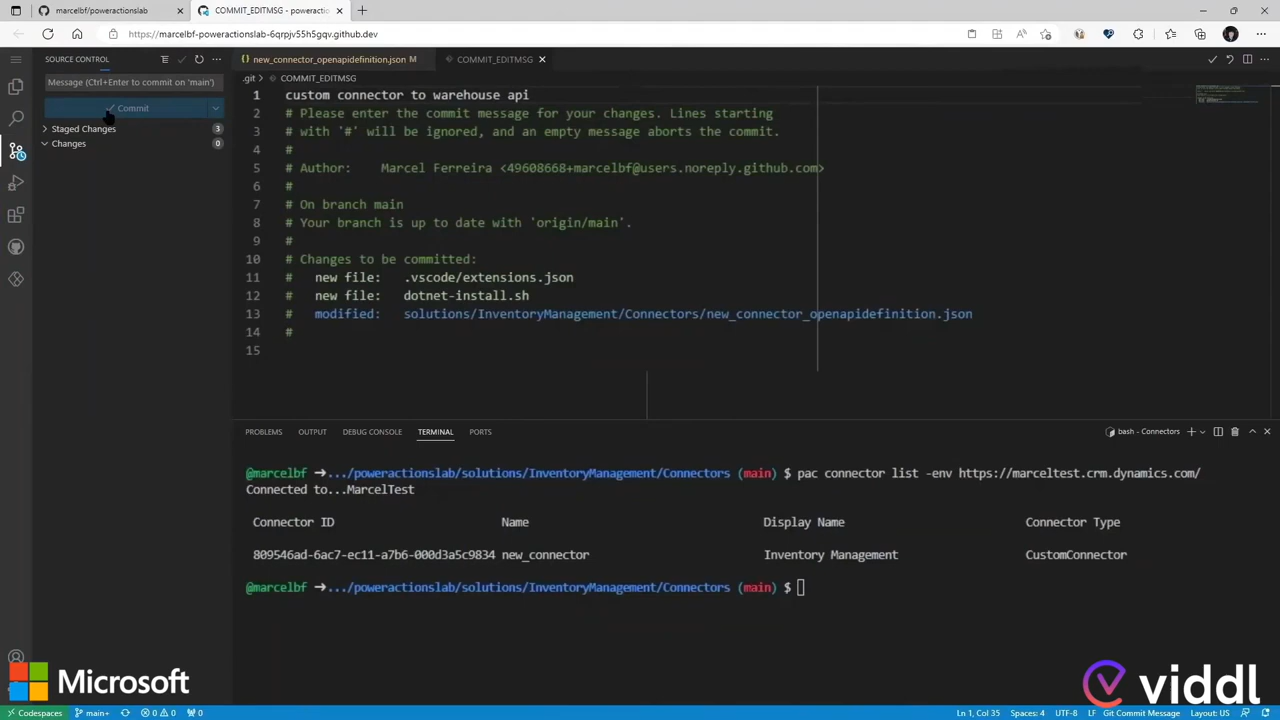 marcelbf/poweractionslab
COMMIT_EDITMSG - poweraction
https://marcelbf-poweractionslab-6qrpjv55h5gqv.github.dev
SOURCE CONTROL
Message (Ctrl+Enter to commit on 'main')
Commit
Staged Changes 3
Changes 0
new_connector_openapidefinition.json M
COMMIT_EDITMSG
.git > COMMIT_EDITMSG
1 custom connector to warehouse api
2 # Please enter the commit message for your changes. Lines starting
3 # with '#' will be ignored, and an empty message aborts the commit.
4 #
5 # Author: Marcel Ferreira <49608668+marcelbf@users.noreply.github.com>
6 #
7 # On branch main
8 # Your branch is up to date with 'origin/main'.
9 #
10 # Changes to be committed:
11 # new file: .vscode/extensions.json
12 # new file: dotnet-install.sh
13 # modified: solutions/InventoryManagement/Connectors/new_connector_openapidefinition.json
14 #
15
PROBLEMS OUTPUT DEBUG CONSOLE TERMINAL PORTS
bash - Connectors
@marcelbf ➜.../poweractionslab/solutions/InventoryManagement/Connectors (main) $ pac connector list -env https://marceltest.crm.dynamics.com/
Connected to...MarcelTest
Connector ID Name Display Name Connector Type
809546ad-6ac7-ec11-a7b6-000d3a5c9834 new_connector Inventory Management CustomConnector
@marcelbf ➜.../poweractionslab/solutions/InventoryManagement/Connectors (main) $
Microsoft
viddl
Codespaces main+ 0 0 0
Ln 1, Col 35 Spaces: 4 UTF-8 LF Git Commit Message Layout: US